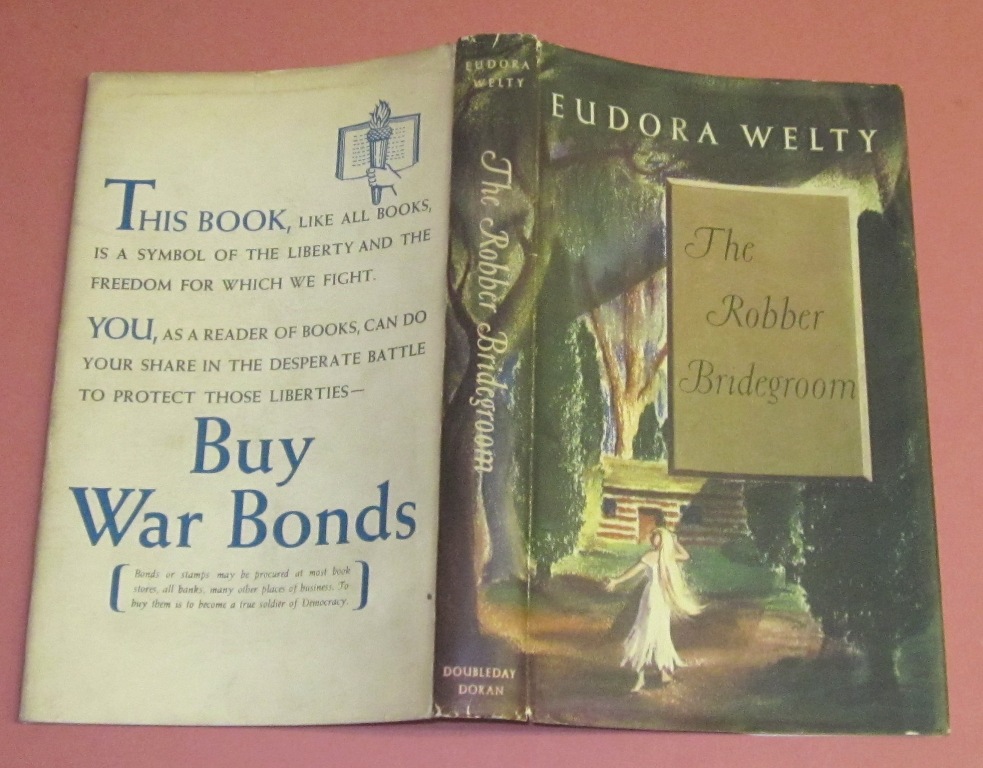 THIS BOOK, LIKE ALL BOOKS,
IS A SYMBOL OF THE LIBERTY AND THE
FREEDOM FOR WHICH WE FIGHT.
YOU, AS A READER OF BOOKS, CAN DO
YOUR SHARE IN THE DESPERATE BATTLE
TO PROTECT THOSE LIBERTIES—
Buy
War Bonds
[Bonds or stamps may be procured at most book
stores, all banks, many other places of business. To
buy them is to become a true soldier of Democracy.]
EUDORA
WELTY
The Robber Bridegroom
DOUBLEDAY
DORAN
EUDORA WELTY
The
Robber
Bridegroom